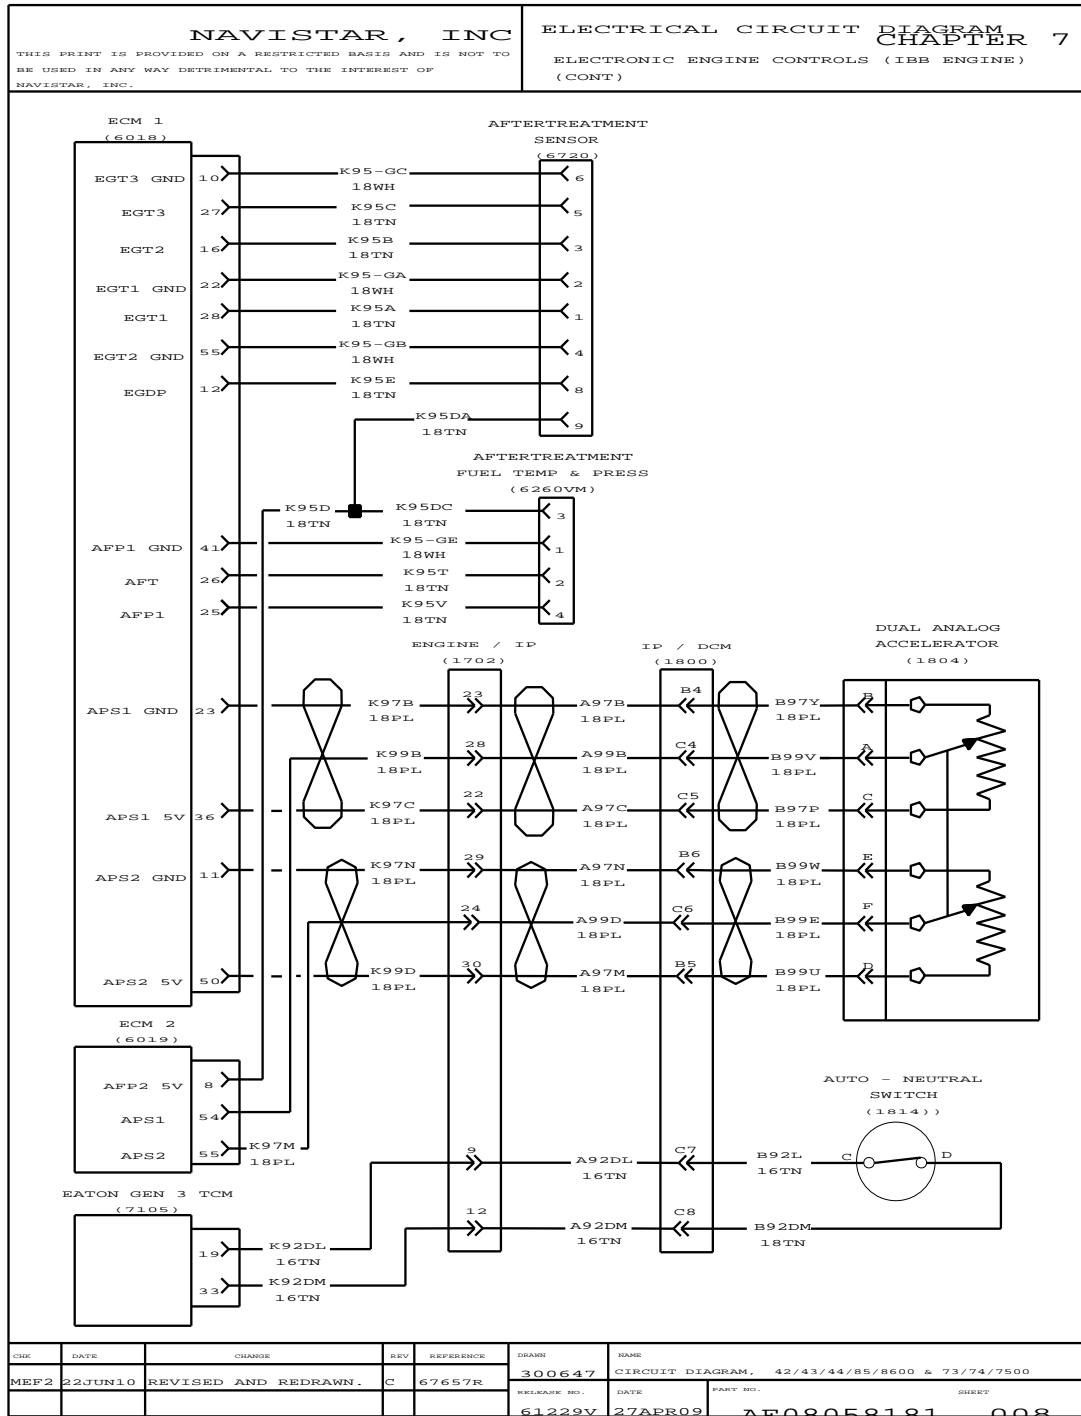 NAVISTAR, INC
THIS PRINT IS PROVIDED ON A RESTRICTED BASIS AND IS NOT TO
BE USED IN ANY WAY DETRIMENTAL TO THE INTEREST OF
NAVISTAR, INC.
ELECTRICAL CIRCUIT DIAGRAM
CHAPTER 7
ELECTRONIC ENGINE CONTROLS (IBB ENGINE)
(CONT)
ECM 1
(6018)
AFTERTREATMENT
SENSOR
(6720)
EGT3 GND 10 K95-GC 6
18WH
EGT3 27 K95C 5
18TN
EGT2 16 K95B 3
18TN
EGT1 GND 22 K95-GA 2
18WH
EGT1 28 K95A 1
18TN
EGT2 GND 55 K95-GB 4
18WH
EGDP 12 K95E 8
18TN
K95DA 9
18TN
AFTERTREATMENT
FUEL TEMP & PRESS
(6260VM)
K95D K95DC 3
18TN 18TN
AFP1 GND 41 K95-GE 1
18WH
AFT 26 K95T 2
18TN
AFP1 25 K95V 4
18TN
ENGINE / IP
(1702)
IP / DCM
(1800)
DUAL ANALOG
ACCELERATOR
(1804)
APS1 GND 23 K97B 23 A97B B4 B97Y B
18PL 18PL 18PL
K99B 28 A99B C4 B99V A
18PL 18PL 18PL
APS1 5V 36 K97C 22 A97C C5 B97P C
18PL 18PL 18PL
APS2 GND 11 K97N 29 A97N B6 B99W E
18PL 18PL 18PL
24 A99D C6 B99E F
18PL 18PL
APS2 5V 50 K99D 30 A97M B5 B99U D
18PL 18PL 18PL
ECM 2
(6019)
AFP2 5V 8
APS1 54
APS2 55 K97M
18PL
AUTO - NEUTRAL
SWITCH
(1814))
9 A92DL C7 B92L C D
16TN 16TL
EATON GEN 3 TCM
(7105)
12 A92DM C8 B92DM
16TN 18TN
19 K92DL
16TN
33 K92DM
16TN
CHK DATE CHANGE REV REFERENCE
MEF2 22JUN10 REVISED AND REDRAWN. C 67657R
DRAWN
300647
NAME
CIRCUIT DIAGRAM, 42/43/44/85/8600 & 73/74/7500
RELEASE NO.
61229V
DATE
27APR09
PART NO.
AE08058181
SHEET
008